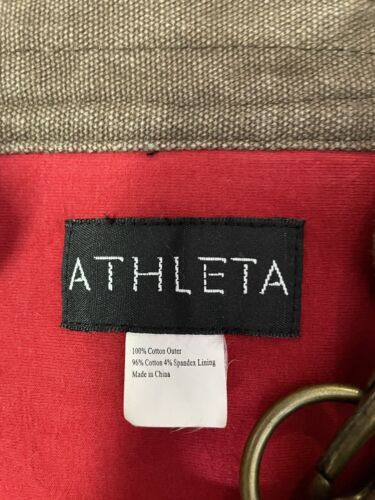 ATHLETA
100% Cotton Outer
96% Cotton 4% Spandex Lining
Made in China